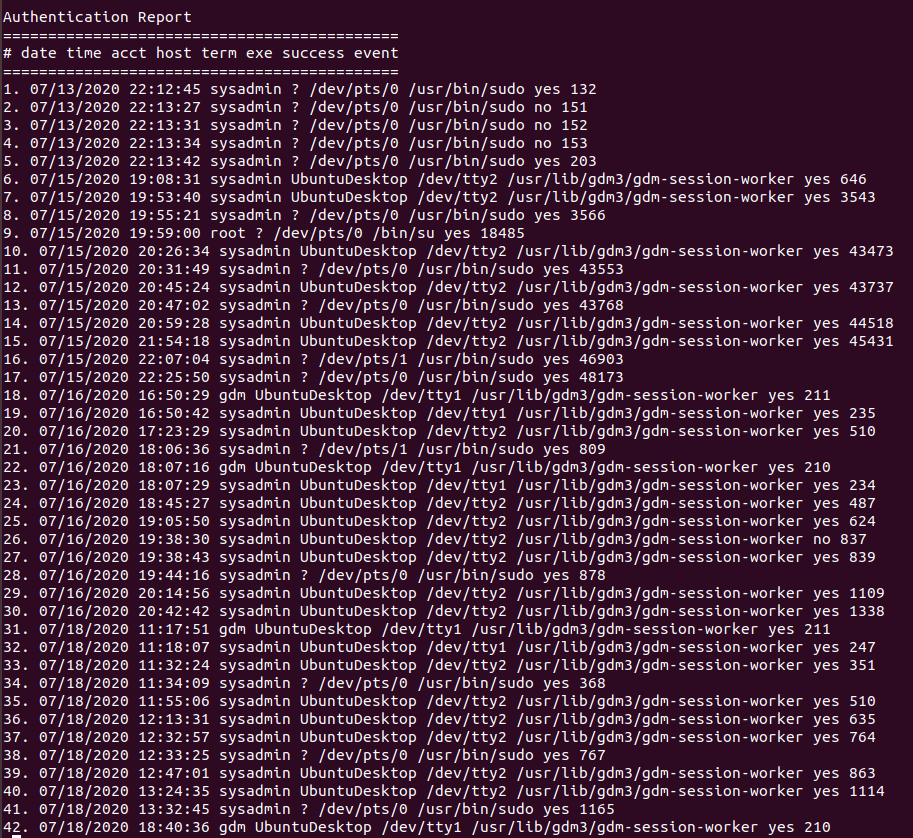 Authentication Report
============================================
# date time acct host term exe success event
============================================
1. 07/13/2020 22:12:45 sysadmin ? /dev/pts/0 /usr/bin/sudo yes 132
2. 07/13/2020 22:13:27 sysadmin ? /dev/pts/0 /usr/bin/sudo no 151
3. 07/13/2020 22:13:31 sysadmin ? /dev/pts/0 /usr/bin/sudo no 152
4. 07/13/2020 22:13:34 sysadmin ? /dev/pts/0 /usr/bin/sudo no 153
5. 07/13/2020 22:13:42 sysadmin ? /dev/pts/0 /usr/bin/sudo yes 203
6. 07/15/2020 19:08:31 sysadmin UbuntuDesktop /dev/tty2 /usr/lib/gdm3/gdm-session-worker yes 646
7. 07/15/2020 19:53:40 sysadmin UbuntuDesktop /dev/tty2 /usr/lib/gdm3/gdm-session-worker yes 3543
8. 07/15/2020 19:55:21 sysadmin ? /dev/pts/0 /usr/bin/sudo yes 3566
9. 07/15/2020 19:59:00 root ? /dev/pts/0 /bin/su yes 18485
10. 07/15/2020 20:26:34 sysadmin UbuntuDesktop /dev/tty2 /usr/lib/gdm3/gdm-session-worker yes 43473
11. 07/15/2020 20:31:49 sysadmin ? /dev/pts/0 /usr/bin/sudo yes 43553
12. 07/15/2020 20:45:24 sysadmin UbuntuDesktop /dev/tty2 /usr/lib/gdm3/gdm-session-worker yes 43737
13. 07/15/2020 20:47:02 sysadmin ? /dev/pts/0 /usr/bin/sudo yes 43768
14. 07/15/2020 20:59:28 sysadmin UbuntuDesktop /dev/tty2 /usr/lib/gdm3/gdm-session-worker yes 44518
15. 07/15/2020 21:54:18 sysadmin UbuntuDesktop /dev/tty2 /usr/lib/gdm3/gdm-session-worker yes 45431
16. 07/15/2020 22:07:04 sysadmin ? /dev/pts/1 /usr/bin/sudo yes 46903
17. 07/15/2020 22:25:50 sysadmin ? /dev/pts/0 /usr/bin/sudo yes 48173
18. 07/16/2020 16:50:29 gdm UbuntuDesktop /dev/tty1 /usr/lib/gdm3/gdm-session-worker yes 211
19. 07/16/2020 16:50:42 sysadmin UbuntuDesktop /dev/tty1 /usr/lib/gdm3/gdm-session-worker yes 235
20. 07/16/2020 17:23:29 sysadmin UbuntuDesktop /dev/tty2 /usr/lib/gdm3/gdm-session-worker yes 510
21. 07/16/2020 18:06:36 sysadmin ? /dev/pts/1 /usr/bin/sudo yes 809
22. 07/16/2020 18:07:16 gdm UbuntuDesktop /dev/tty1 /usr/lib/gdm3/gdm-session-worker yes 210
23. 07/16/2020 18:07:29 sysadmin UbuntuDesktop /dev/tty1 /usr/lib/gdm3/gdm-session-worker yes 234
24. 07/16/2020 18:45:27 sysadmin UbuntuDesktop /dev/tty2 /usr/lib/gdm3/gdm-session-worker yes 487
25. 07/16/2020 19:05:50 sysadmin UbuntuDesktop /dev/tty2 /usr/lib/gdm3/gdm-session-worker yes 624
26. 07/16/2020 19:38:30 sysadmin UbuntuDesktop /dev/tty2 /usr/lib/gdm3/gdm-session-worker no 837
27. 07/16/2020 19:38:43 sysadmin UbuntuDesktop /dev/tty2 /usr/lib/gdm3/gdm-session-worker yes 839
28. 07/16/2020 19:44:16 sysadmin ? /dev/pts/0 /usr/bin/sudo yes 878
29. 07/16/2020 20:14:56 sysadmin UbuntuDesktop /dev/tty2 /usr/lib/gdm3/gdm-session-worker yes 1109
30. 07/16/2020 20:42:42 sysadmin UbuntuDesktop /dev/tty2 /usr/lib/gdm3/gdm-session-worker yes 1338
31. 07/18/2020 11:17:51 gdm UbuntuDesktop /dev/tty1 /usr/lib/gdm3/gdm-session-worker yes 211
32. 07/18/2020 11:18:07 sysadmin UbuntuDesktop /dev/tty1 /usr/lib/gdm3/gdm-session-worker yes 247
33. 07/18/2020 11:32:24 sysadmin UbuntuDesktop /dev/tty2 /usr/lib/gdm3/gdm-session-worker yes 351
34. 07/18/2020 11:34:09 sysadmin ? /dev/pts/0 /usr/bin/sudo yes 368
35. 07/18/2020 11:55:06 sysadmin UbuntuDesktop /dev/tty2 /usr/lib/gdm3/gdm-session-worker yes 510
36. 07/18/2020 12:13:31 sysadmin UbuntuDesktop /dev/tty2 /usr/lib/gdm3/gdm-session-worker yes 635
37. 07/18/2020 12:32:57 sysadmin UbuntuDesktop /dev/tty2 /usr/lib/gdm3/gdm-session-worker yes 764
38. 07/18/2020 12:33:25 sysadmin ? /dev/pts/0 /usr/bin/sudo yes 767
39. 07/18/2020 12:47:01 sysadmin UbuntuDesktop /dev/tty2 /usr/lib/gdm3/gdm-session-worker yes 863
40. 07/18/2020 13:24:35 sysadmin UbuntuDesktop /dev/tty2 /usr/lib/gdm3/gdm-session-worker yes 1114
41. 07/18/2020 13:32:45 sysadmin ? /dev/pts/0 /usr/bin/sudo yes 1165
42. 07/18/2020 18:40:36 gdm UbuntuDesktop /dev/tty1 /usr/lib/gdm3/gdm-session-worker yes 210